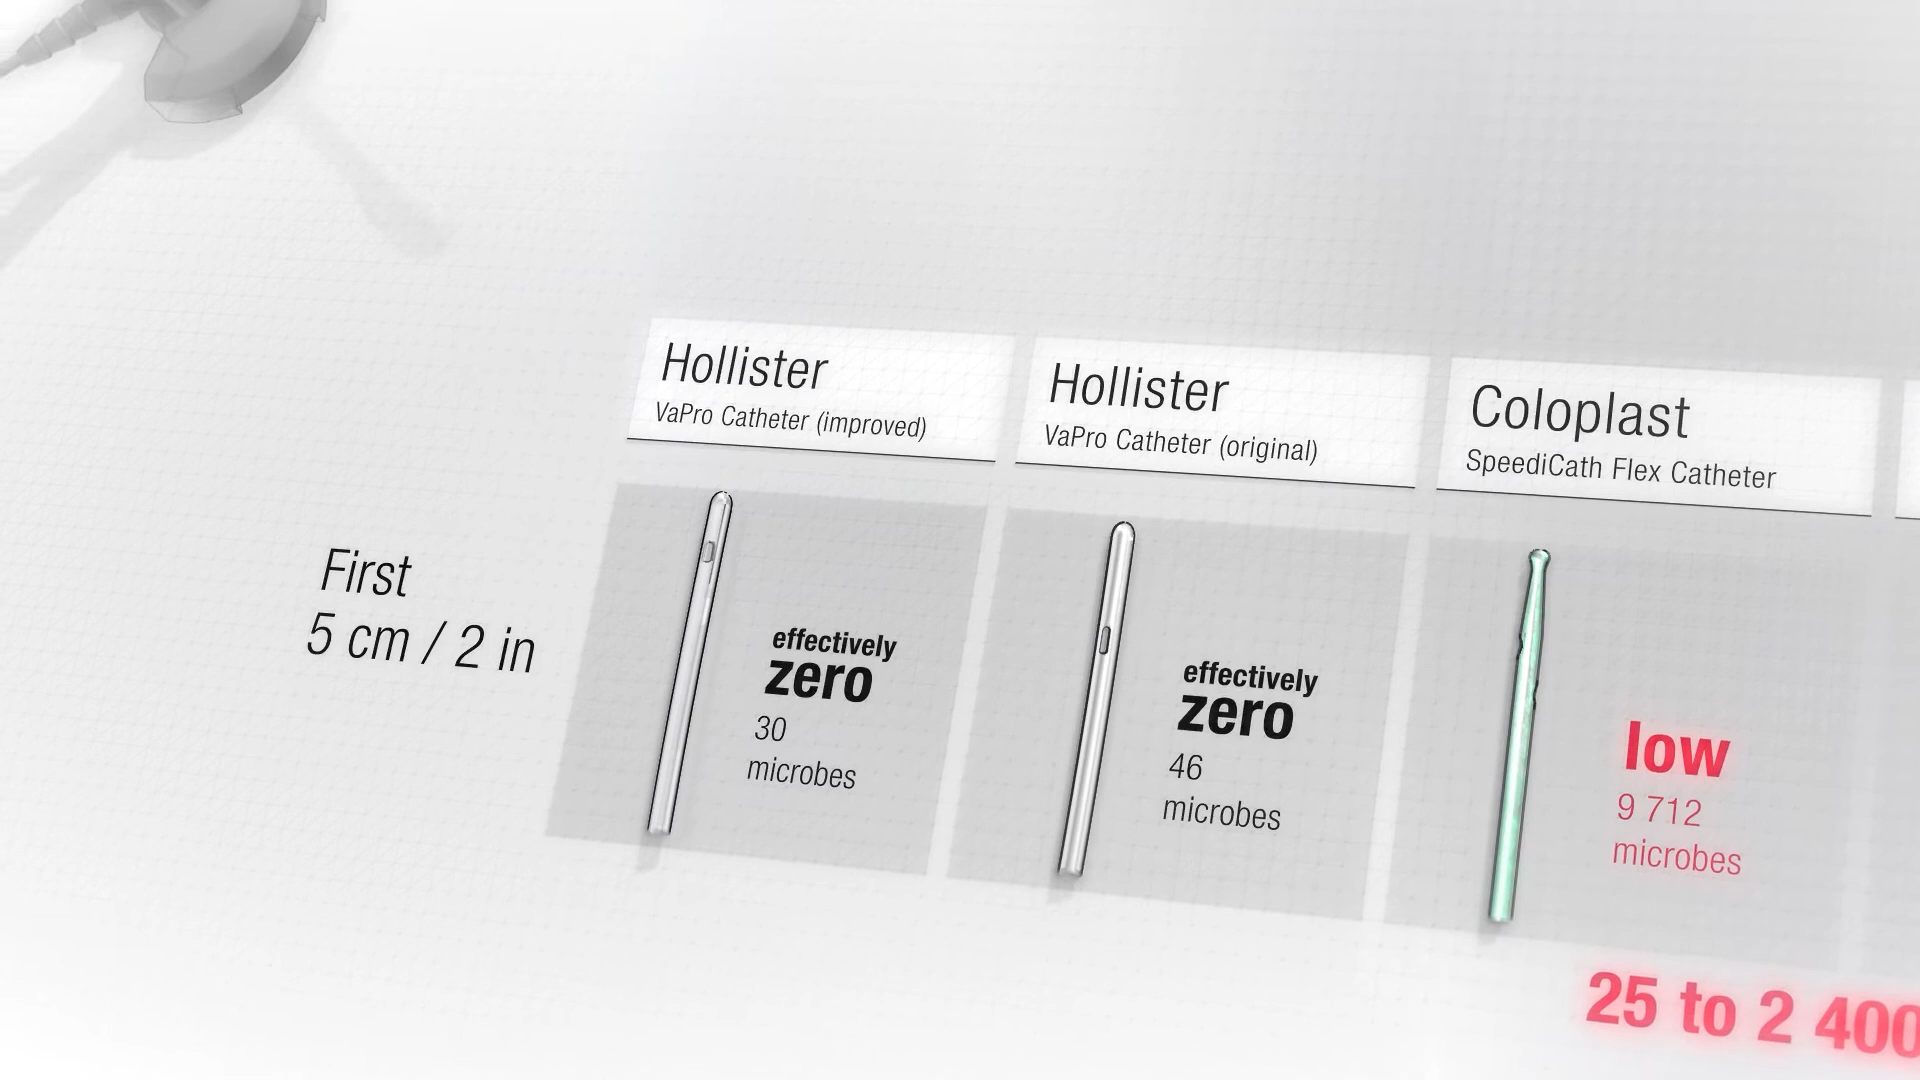 Hollister
VaPro Catheter (improved)
Hollister
VaPro Catheter (original)
Coloplast
SpeediCath Flex Catheter
First
5 cm / 2 in
effectively
zero
30
microbes
effectively
zero
46
microbes
low
9 712
microbes
25 to 2 400